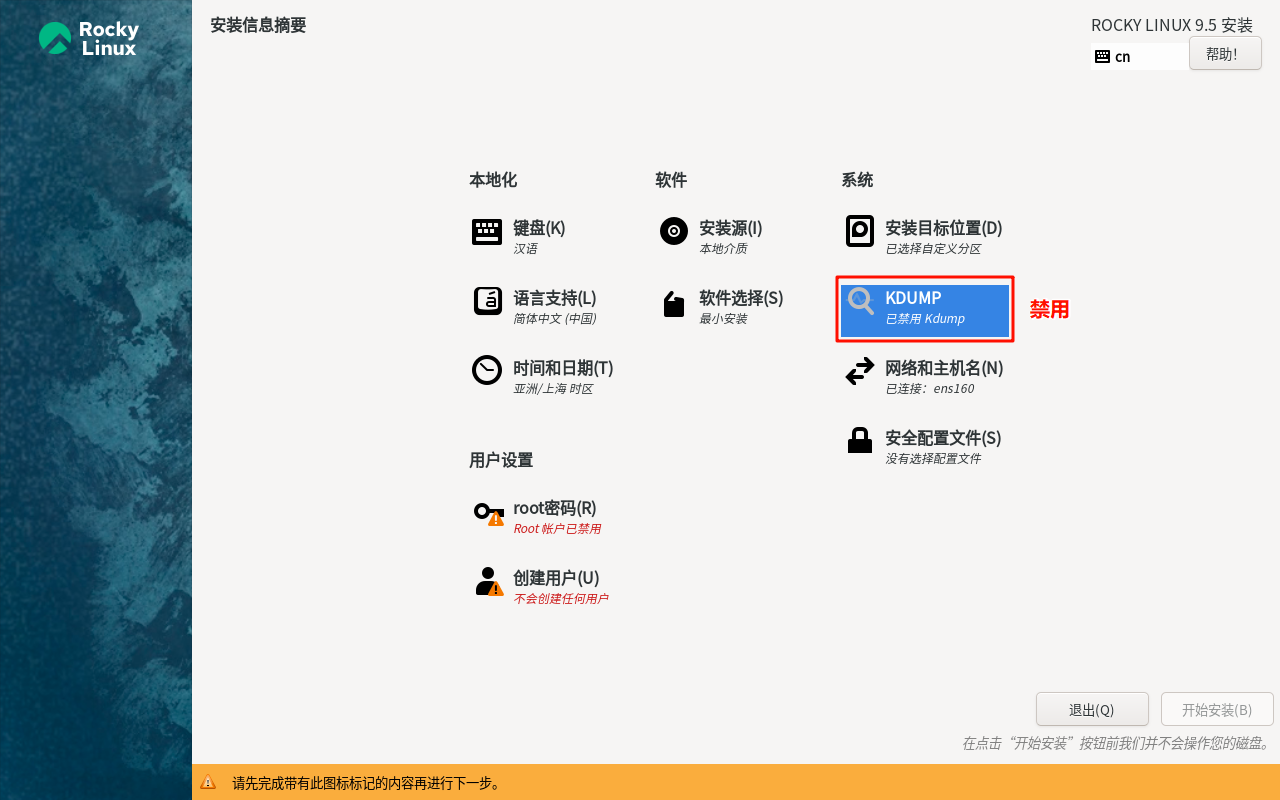 Rocky
Linux
安装信息摘要
ROCKY LINUX 9.5 安装
cn
帮助！
本地化
软件
系统
键盘(K)
汉语
安装源(I)
本地介质
安装目标位置(D)
已选择自定义分区
语言支持(L)
简体中文 (中国)
软件选择(S)
最小安装
KDUMP
已禁用 Kdump
禁用
时间和日期(T)
亚洲/上海 时区
网络和主机名(N)
已连接：ens160
安全配置文件(S)
没有选择配置文件
用户设置
root密码(R)
Root 帐户已禁用
创建用户(U)
不会创建任何用户
退出(Q)
开始安装(B)
在点击“开始安装”按钮前我们并不会操作您的磁盘。
请先完成带有此图标标记的内容再进行下一步。